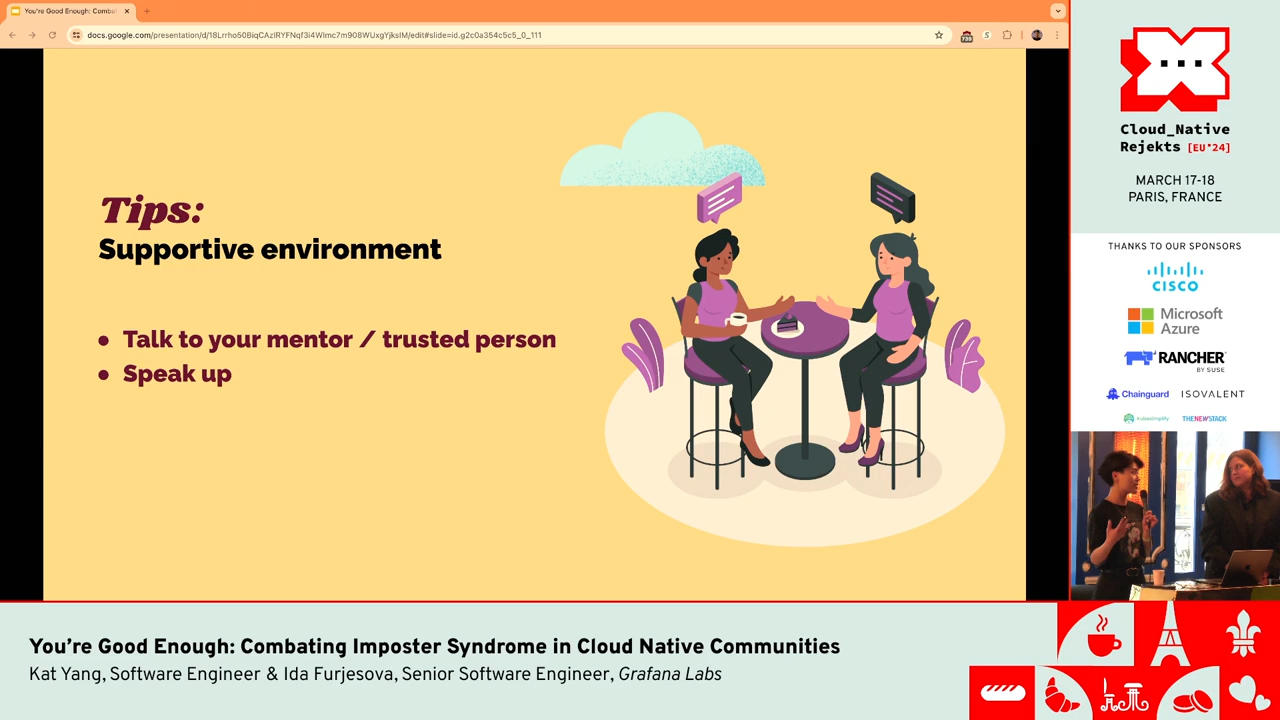 You're Good Enough: Comba
docs.google.com/presentation/d/18Lrrho50BiqCAzlRYFNqf3i4WImc7m908WUxgYjksIM/edit#slide=id.g2c0a354c5c5_0_111
Tips:
Supportive environment
• Talk to your mentor / trusted person
• Speak up
Cloud_Native
Rejekts [EU'24]
MARCH 17-18
PARIS, FRANCE
THANKS TO OUR SPONSORS
CISCO
Microsoft
Azure
RANCHER
BY SUSE
Chainguard
ISOVALENT
kubesimplify
THENEWSTACK
You're Good Enough: Combating Imposter Syndrome in Cloud Native Communities
Kat Yang, Software Engineer & Ida Furjesova, Senior Software Engineer, Grafana Labs